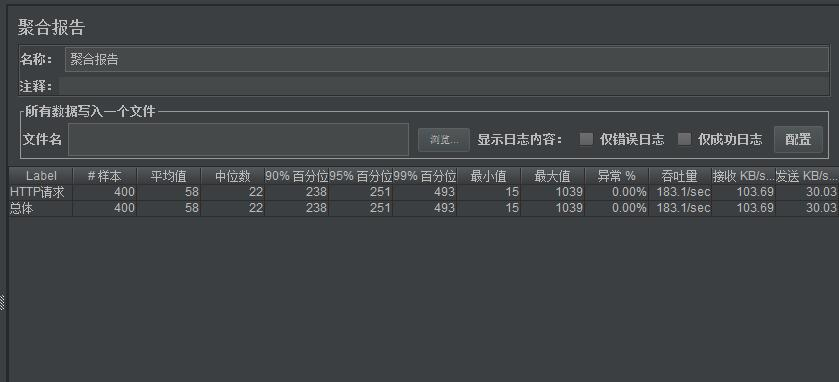 聚合报告
名称： 聚合报告
注释：
所有数据写入一个文件
文件名 浏览... 显示日志内容： 仅错误日志 仅成功日志 配置
Label # 样本 平均值 中位数 90% 百分位 95% 百分位 99% 百分位 最小值 最大值 异常 % 吞吐量 接收 KB/s... 发送 KB/s...
HTTP请求 400 58 22 238 251 493 15 1039 0.00% 183.1/sec 103.69 30.03
总体 400 58 22 238 251 493 15 1039 0.00% 183.1/sec 103.69 30.03